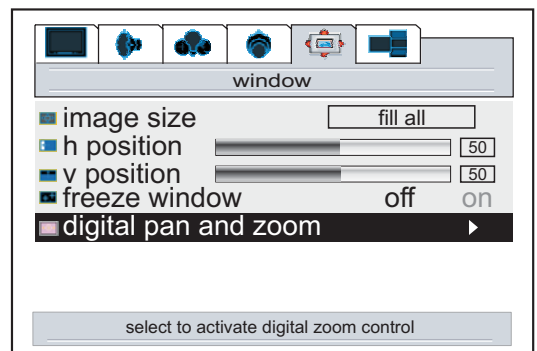 window
image size fill all
h position 50
v position 50
freeze window off on
digital pan and zoom
select to activate digital zoom control